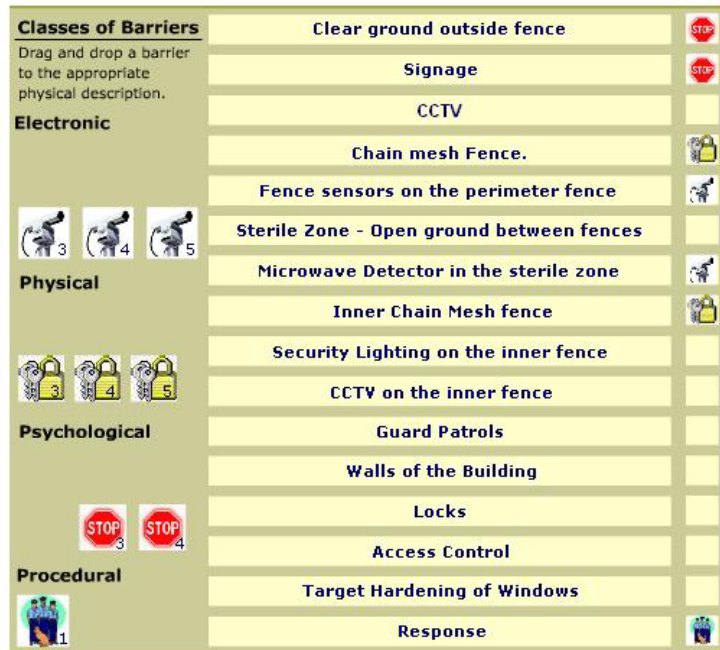 Classes of Barriers
Drag and drop a barrier
to the appropriate
physical description.
Electronic
3 4 5
Physical
3 4 5
Psychological
STOP 3 STOP 4
Procedural
1
Clear ground outside fence
STOP
Signage
STOP
CCTV
Chain mesh Fence.
Fence sensors on the perimeter fence
Sterile Zone - Open ground between fences
Microwave Detector in the sterile zone
Inner Chain Mesh fence
Security Lighting on the inner fence
CCTV on the inner fence
Guard Patrols
Walls of the Building
Locks
Access Control
Target Hardening of Windows
Response